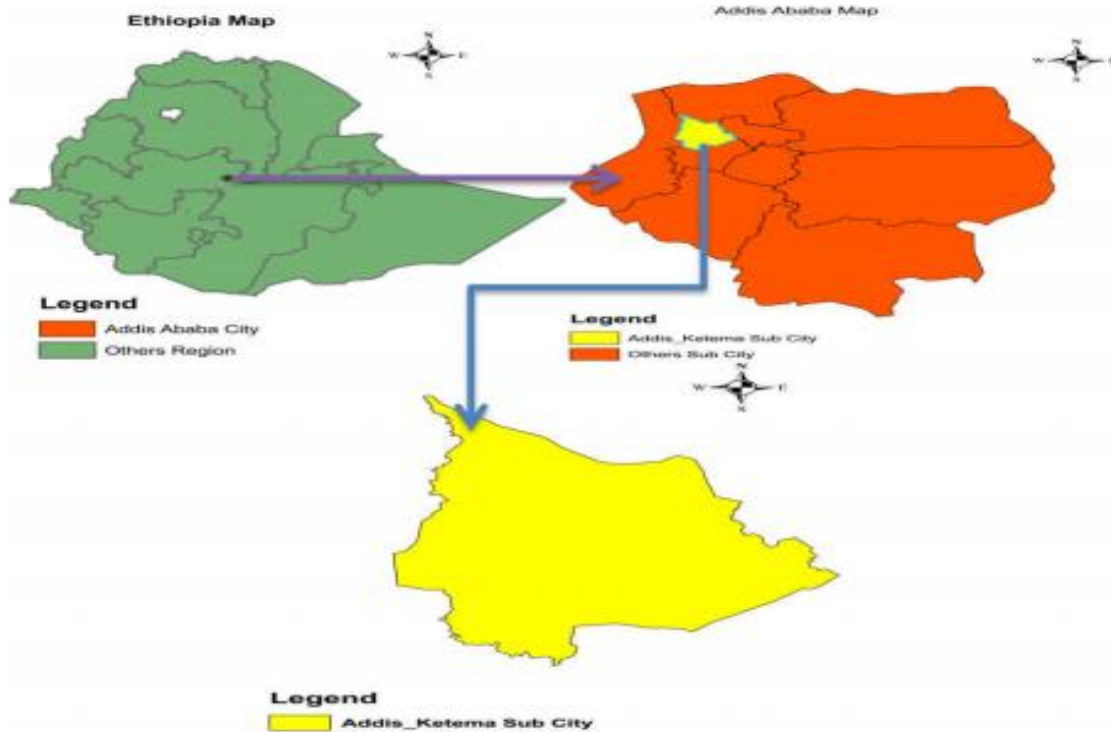 Ethiopia Map
Addis Ababa Map
N
W E
S
N
W E
S
Legend
Addis Ababa City
Others Region
Legend
Addis_Ketema Sub City
Others Sub City
N
W E
S
Legend
Addis_Ketema Sub City